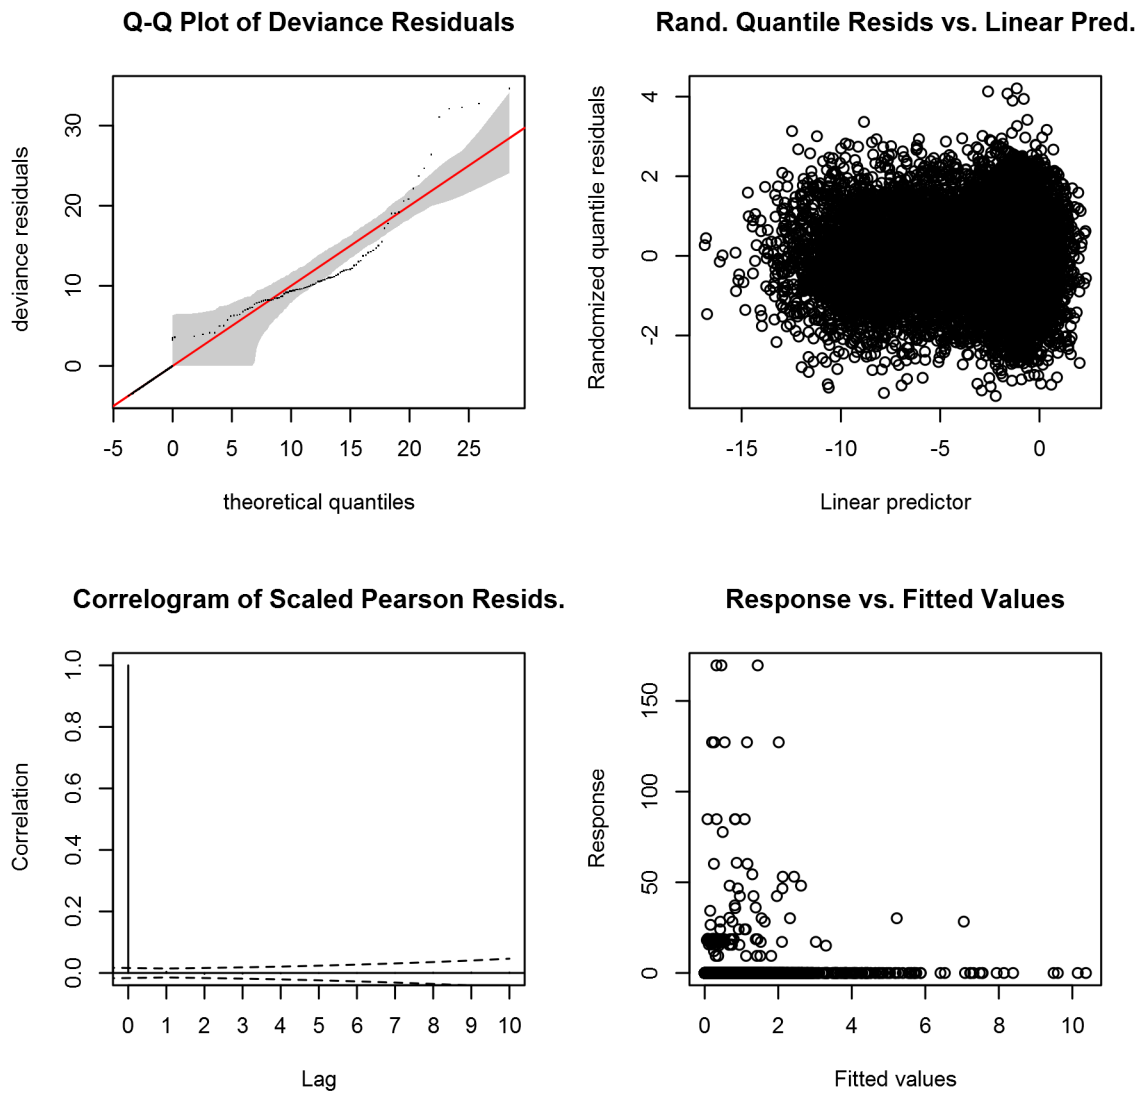 Q-Q Plot of Deviance Residuals
deviance residuals
0 10 20 30
-5 0 5 10 15 20 25
theoretical quantiles
Rand. Quantile Resids vs. Linear Pred.
Randomized quantile residuals
-2 0 2 4
-15 -10 -5 0
Linear predictor
Correlogram of Scaled Pearson Resids.
Correlation
0.0 0.2 0.4 0.6 0.8 1.0
0 1 2 3 4 5 6 7 8 9 10
Lag
Response vs. Fitted Values
Response
0 50 100 150
0 2 4 6 8 10
Fitted values